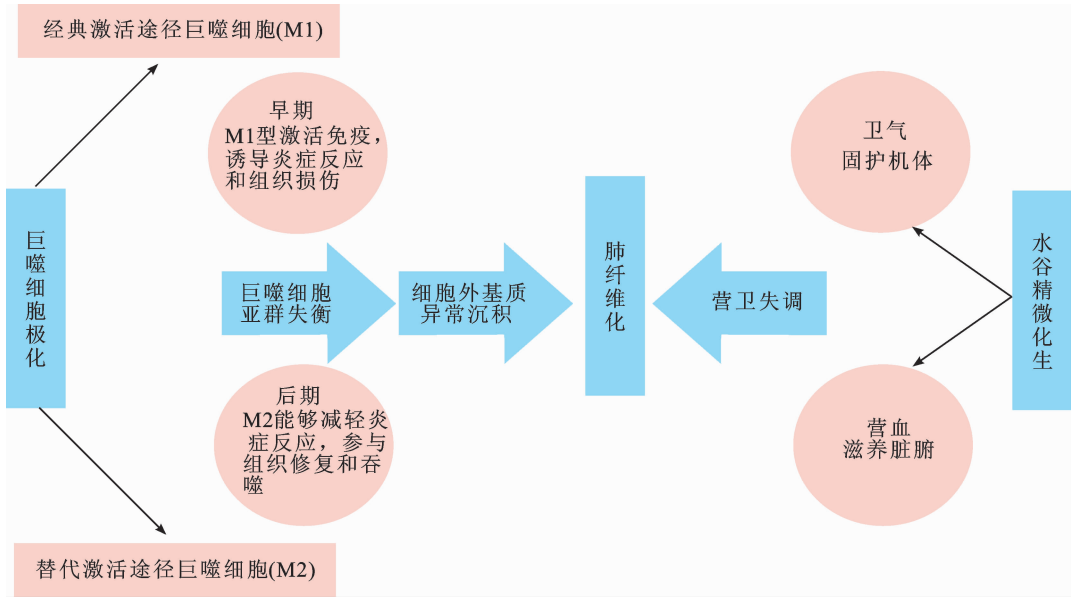 经典激活途径巨噬细胞(M1)
早期
M1型激活免疫，
诱导炎症反应
和组织损伤
巨噬细胞极化
巨噬细胞
亚群失衡
细胞外基质
异常沉积
后期
M2能够减轻炎
症反应，参与
组织修复和吞
噬
替代激活途径巨噬细胞(M2)
肺纤维化
营卫失调
卫气
固护机体
水谷精微化生
营血
滋养脏腑